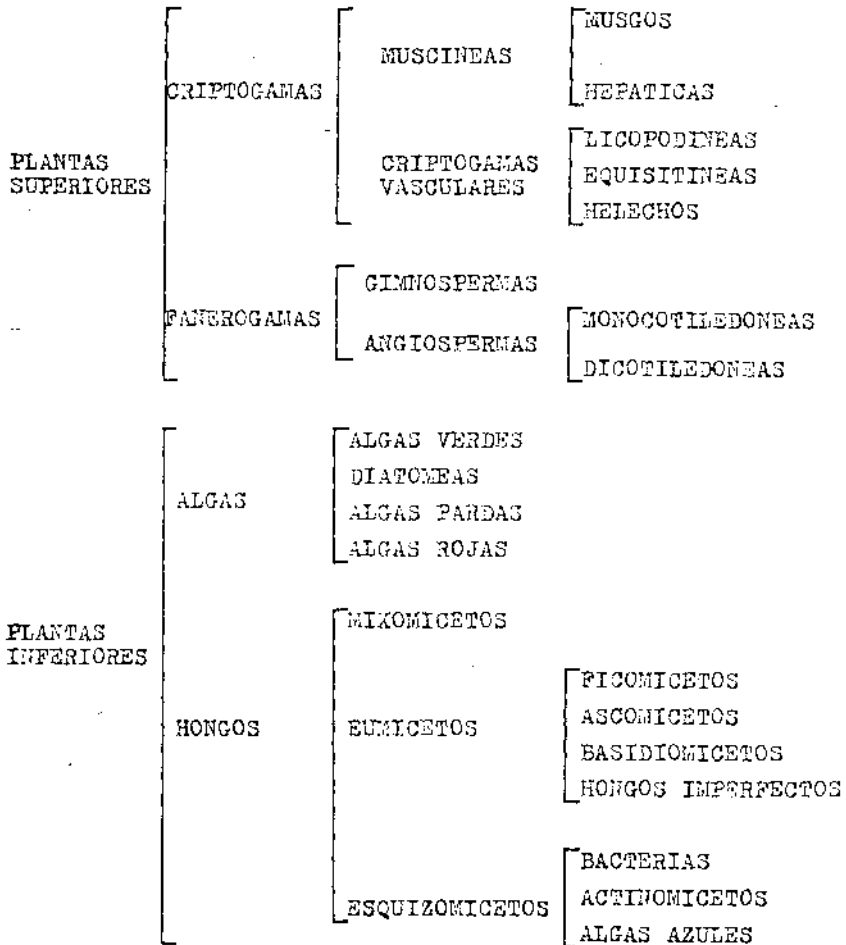 MUSGOS
MUSCINEAS
CRIPTOGAMAS
HEPATICAS
LICOPODINEAS
PLANTAS
SUPERIORES
CRIPTOGAMAS
VASCULARES
EQUISITINEAS
HELECHOS
GIMNOSPERMAS
FANEROGAMAS
MONOCOTILEDONEAS
ANGIOSPERMAS
DICOTILEDONEAS
ALGAS VERDES
DIATOMEAS
ALGAS
ALGAS PARDAS
ALGAS ROJAS
MIXOMICETOS
PLANTAS
INFERIORES
FICOMICETOS
ASCOMICETOS
HONGOS
EUMICETOS
BASIDIOMICETOS
HONGOS IMPERFECTOS
BACTERIAS
ACTINOMICETOS
ESQUIZOMICETOS
ALGAS AZULES